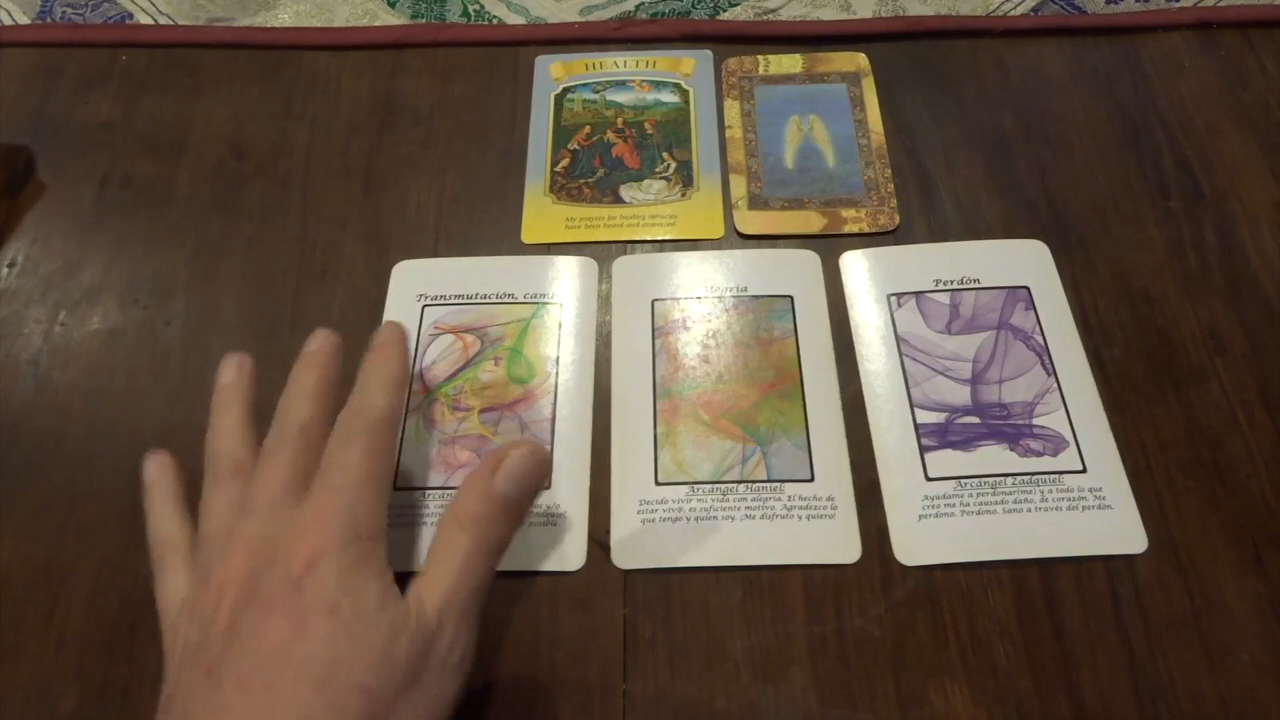 HEALTH
My prayers for healing miracles
have been heard and answered
Transmutación,
Alegría
Perdón
Arcángel Haniel:
Decido vivir mi vida con alegría. El hecho de
estar viv@, es suficiente motivo. Agradezco lo
que tengo y quien soy. ¡Me disfruto y quiero!
Arcángel Zadquiel:
Ayúdame a perdonar(me) y a todo lo que
creo me ha causado daño, de corazón. Me
perdono. Perdono. Sano a través del perdón.
y/o
posible.